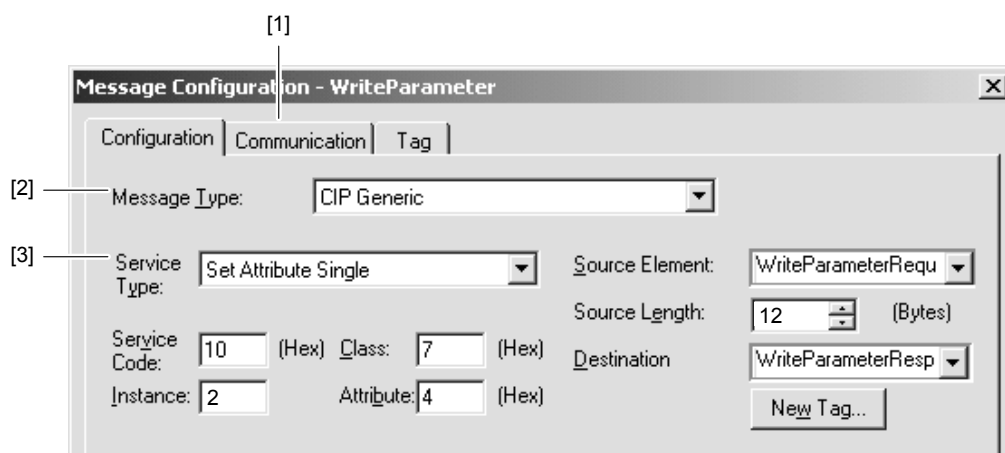 [1]
Message Configuration - WriteParameter
Configuration Communication Tag
[2] Message Type: CIP Generic
[3] Service Type: Set Attribute Single
Source Element: WriteParameterRequ
Source Length: 12 (Bytes)
Service Code: 10 (Hex) Class: 7 (Hex)
Destination WriteParameterResp
Instance: 2 Attribute: 4 (Hex)
New Tag...